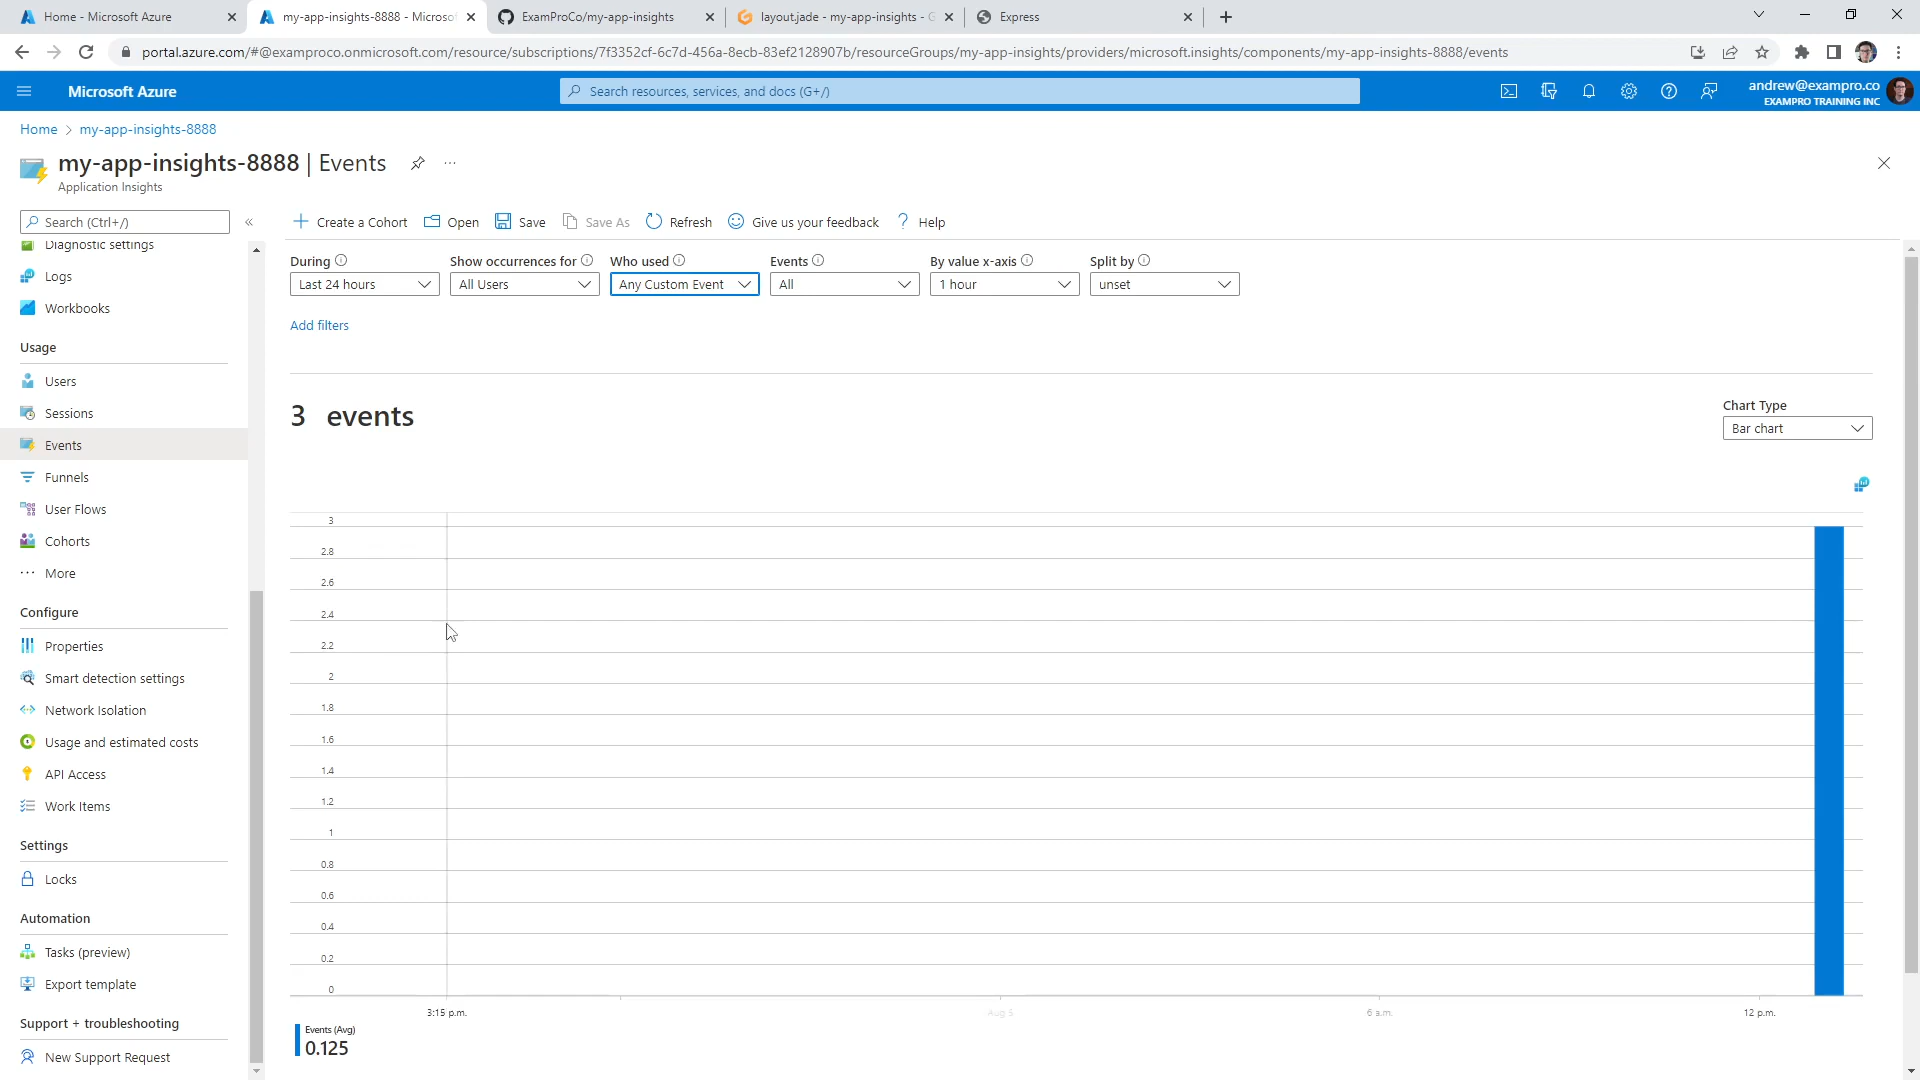 Home - Microsoft Azure
my-app-insights-8888 - Microsof
ExamProCo/my-app-insights
layout.jade - my-app-insights - G
Express
portal.azure.com/#@examproco.onmicrosoft.com/resource/subscriptions/7f3352cf-6c7d-456a-8ecb-83ef2128907b/resourceGroups/my-app-insights/providers/microsoft.insights/components/my-app-insights-8888/events
Microsoft Azure
Search resources, services, and docs (G+/)
andrew@exampro.co
EXAMPRO TRAINING INC
Home > my-app-insights-8888
my-app-insights-8888 | Events
Application Insights
Search (Ctrl+/)
Create a Cohort
Open
Save
Save As
Refresh
Give us your feedback
Help
Diagnostic settings
Logs
Workbooks
Usage
Users
Sessions
Events
Funnels
User Flows
Cohorts
More
Configure
Properties
Smart detection settings
Network Isolation
Usage and estimated costs
API Access
Work Items
Settings
Locks
Automation
Tasks (preview)
Export template
Support + troubleshooting
New Support Request
During
Show occurrences for
Who used
Events
By value x-axis
Split by
Last 24 hours
All Users
Any Custom Event
All
1 hour
unset
Add filters
3 events
Chart Type
Bar chart
3
2.8
2.6
2.4
2.2
2
1.8
1.6
1.4
1.2
1
0.8
0.6
0.4
0.2
0
3:15 p.m.
Aug 5
6 a.m.
12 p.m.
Events (Avg)
0.125